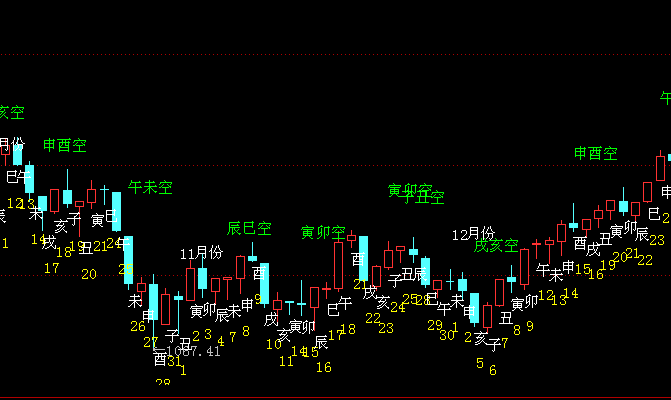 亥空
申酉空
午未空
辰巳空
寅卯空
寅卯空
子丑空
戌亥空
申酉空
午
月份
11月份
12月份
巳
午
未
戌
亥
子
丑
寅
巳
午
未
申
酉
子
丑
寅
卯
辰
未
申
酉
戌
亥
寅
卯
辰
巳
午
酉
戌
亥
子
丑
辰
巳
午
未
申
亥
子
丑
寅
卯
午
未
申
酉
戌
丑
寅
卯
辰
巳
申
1
12
13
14
17
18
19
20
21
24
25
26
27
28
31
1
2
3
4
7
8
9
10
11
14
15
16
17
18
21
22
23
24
25
28
29
30
1
2
5
6
7
8
9
12
13
14
15
16
19
20
21
22
23
1067.41